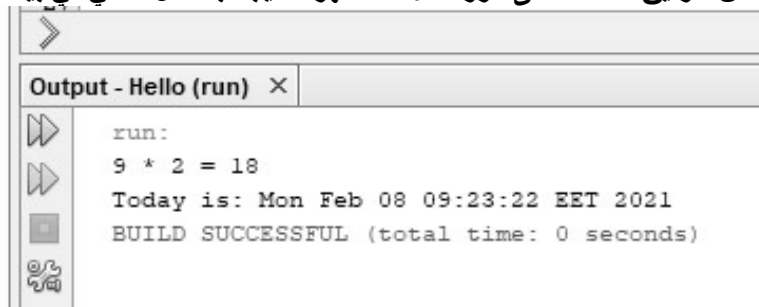 Output - Hello (run)
run:
9 * 2 = 18
Today is: Mon Feb 08 09:23:22 EET 2021
BUILD SUCCESSFUL (total time: 0 seconds)